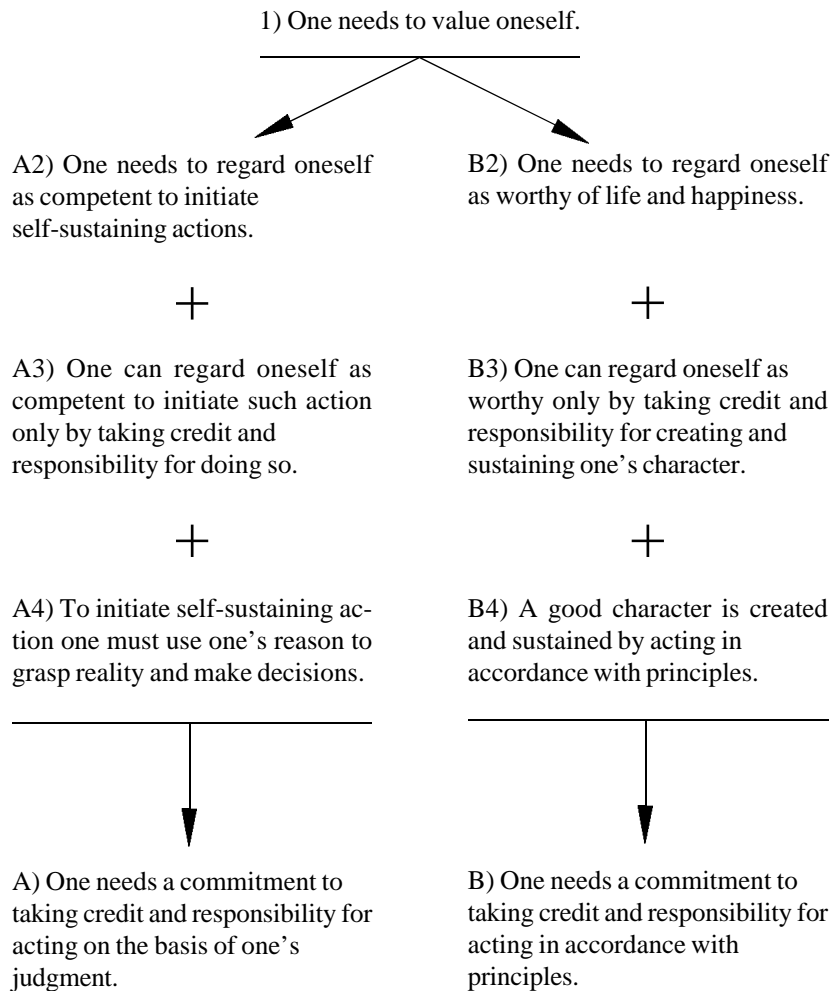 1) One needs to value oneself.
A2) One needs to regard oneself
as competent to initiate
self-sustaining actions.
B2) One needs to regard oneself
as worthy of life and happiness.
+
+
A3) One can regard oneself as
competent to initiate such action
only by taking credit and
responsibility for doing so.
B3) One can regard oneself as
worthy only by taking credit and
responsibility for creating and
sustaining one’s character.
+
+
A4) To initiate self-sustaining ac-
tion one must use one’s reason to
grasp reality and make decisions.
B4) A good character is created
and sustained by acting in
accordance with principles.
A) One needs a commitment to
taking credit and responsibility for
acting on the basis of one’s
judgment.
B) One needs a commitment to
taking credit and responsibility for
acting in accordance with
principles.